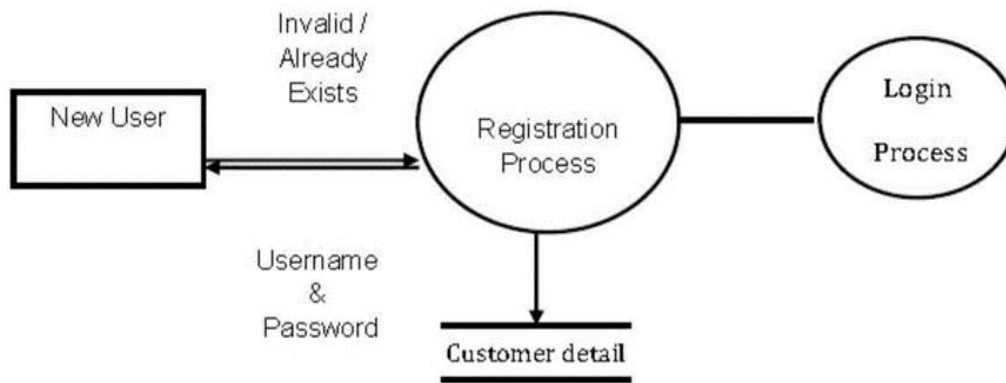 Invalid /
Already
Exists
New User
Registration
Process
Login
Process
Username
&
Password
Customer detail